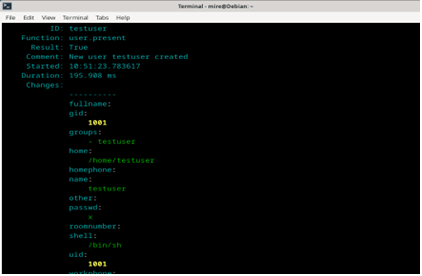 Terminal - mire@Debian: ~
File Edit View Terminal Tabs Help
ID: testuser
Function: user.present
Result: True
Comment: New user testuser created
Started: 10:51:23.783617
Duration: 195.908 ms
Changes:
----------
fullname:
gid:
1001
groups:
- testuser
home:
/home/testuser
homephone:
name:
testuser
other:
passwd:
x
roomnumber:
shell:
/bin/sh
uid:
1001
workphone: